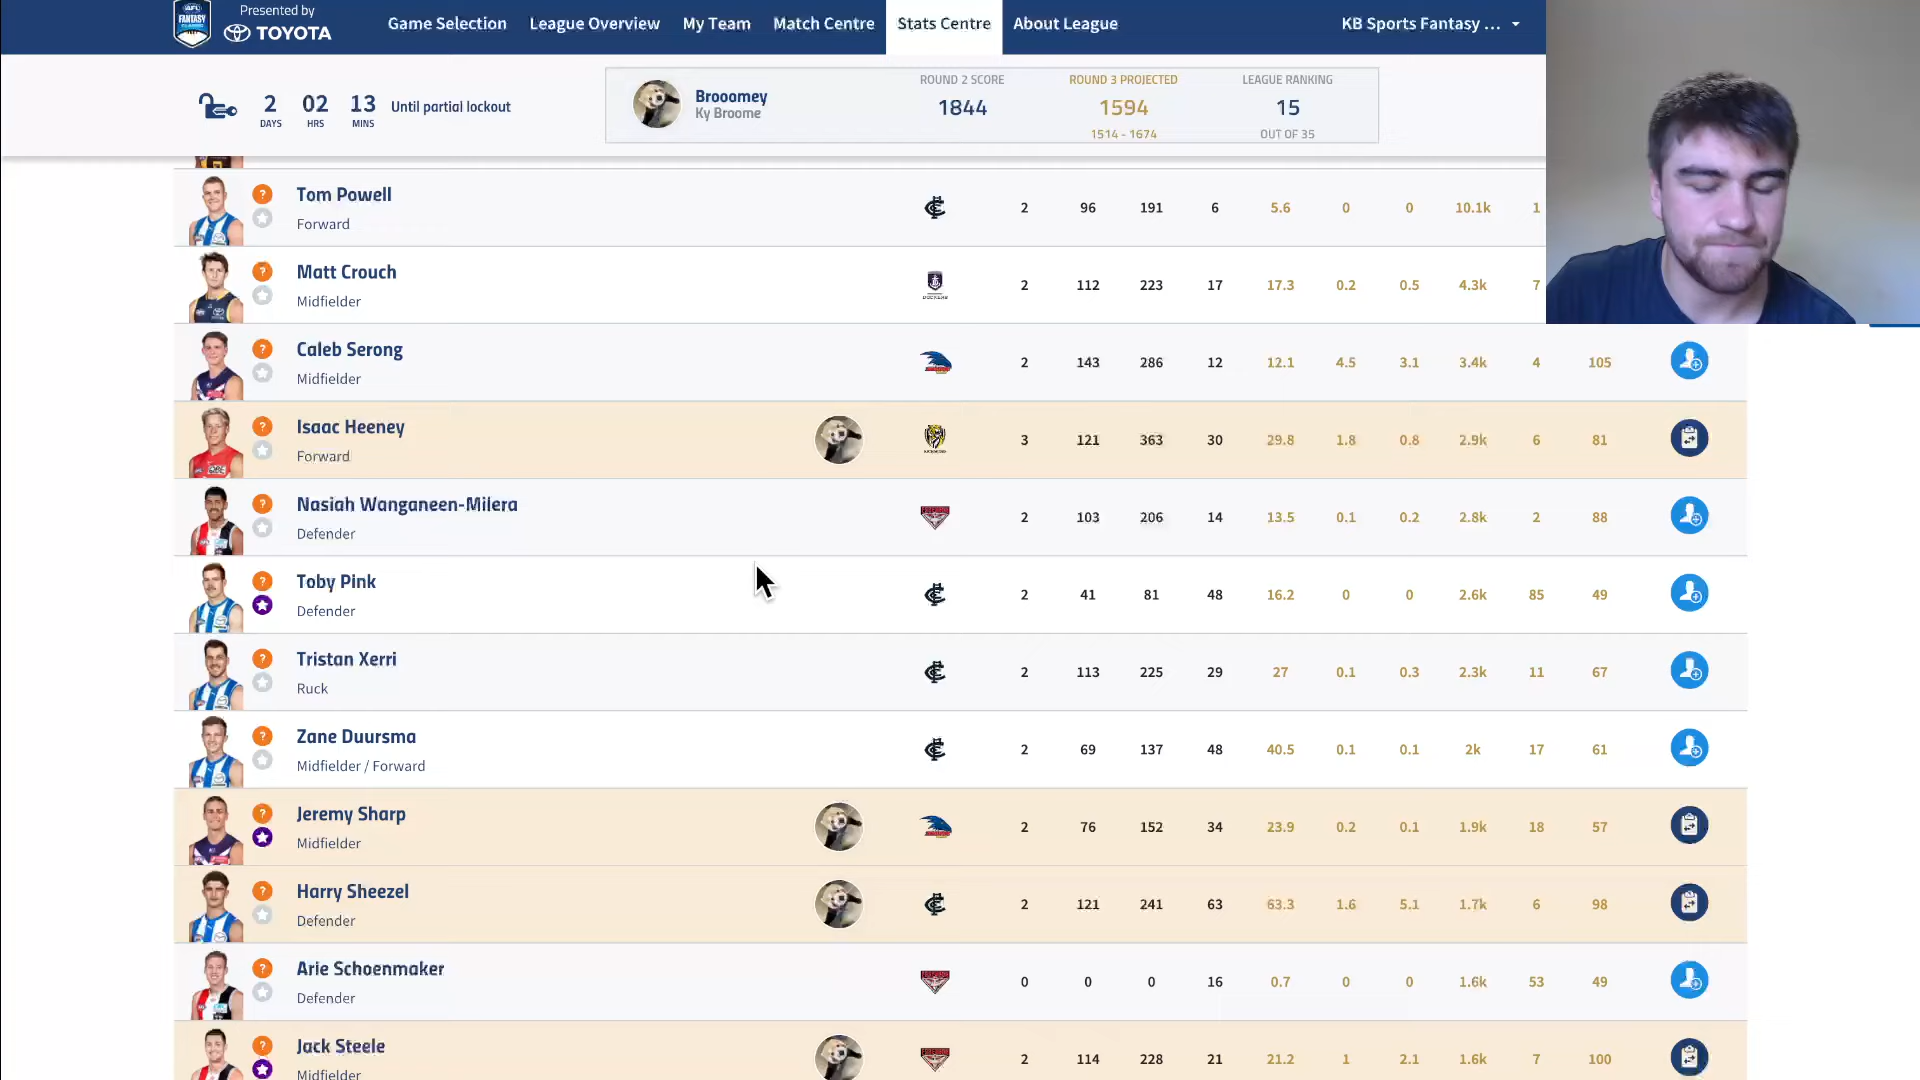 Presented by
TOYOTA
AFL FANTASY
Game Selection League Overview My Team Match Centre Stats Centre About League KB Sports Fantasy ...
2 02 13 Until partial lockout
DAYS HRS MINS
Brooomey
Ky Broome
ROUND 2 SCORE ROUND 3 PROJECTED LEAGUE RANKING
1844 1594 15
1514 - 1674 OUT OF 35
Tom Powell
Forward
2 96 191 6 5.6 0 0 10.1k 1
Matt Crouch
Midfielder
2 112 223 17 17.3 0.2 0.5 4.3k 7
Caleb Serong
Midfielder
2 143 286 12 12.1 4.5 3.1 3.4k 4 105
Isaac Heeney
Forward
3 121 363 30 29.8 1.8 0.8 2.9k 6 81
Nasiah Wanganeen-Milera
Defender
2 103 206 14 13.5 0.1 0.2 2.8k 2 88
Toby Pink
Defender
2 41 81 48 16.2 0 0 2.6k 85 49
Tristan Xerri
Ruck
2 113 225 29 27 0.1 0.3 2.3k 11 67
Zane Duursma
Midfielder / Forward
2 69 137 48 40.5 0.1 0.1 2k 17 61
Jeremy Sharp
Midfielder
2 76 152 34 23.9 0.2 0.1 1.9k 18 57
Harry Sheezel
Defender
2 121 241 63 63.3 1.6 5.1 1.7k 6 98
Arie Schoenmaker
Defender
0 0 0 16 0.7 0 0 1.6k 53 49
Jack Steele
Midfielder
2 114 228 21 21.2 1 2.1 1.6k 7 100